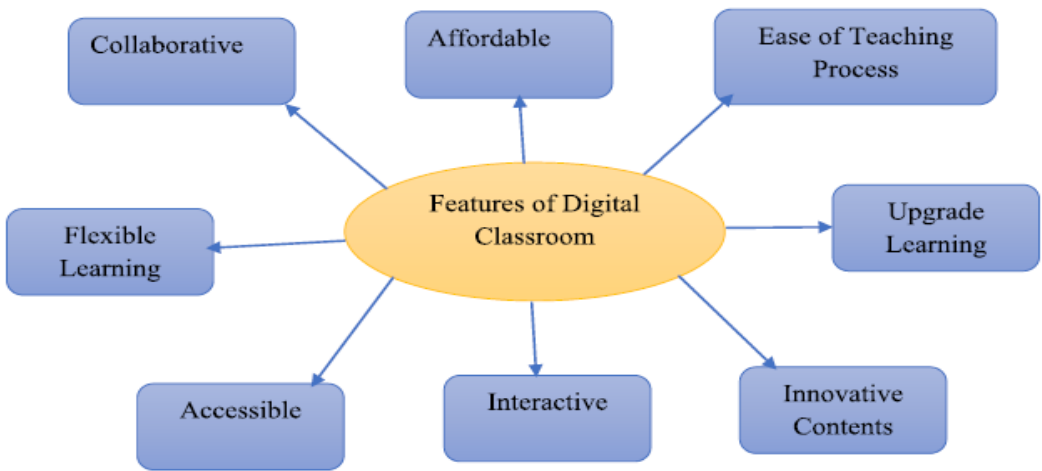 Collaborative
Affordable
Ease of Teaching
Process
Features of Digital
Classroom
Flexible
Learning
Upgrade
Learning
Accessible
Interactive
Innovative
Contents